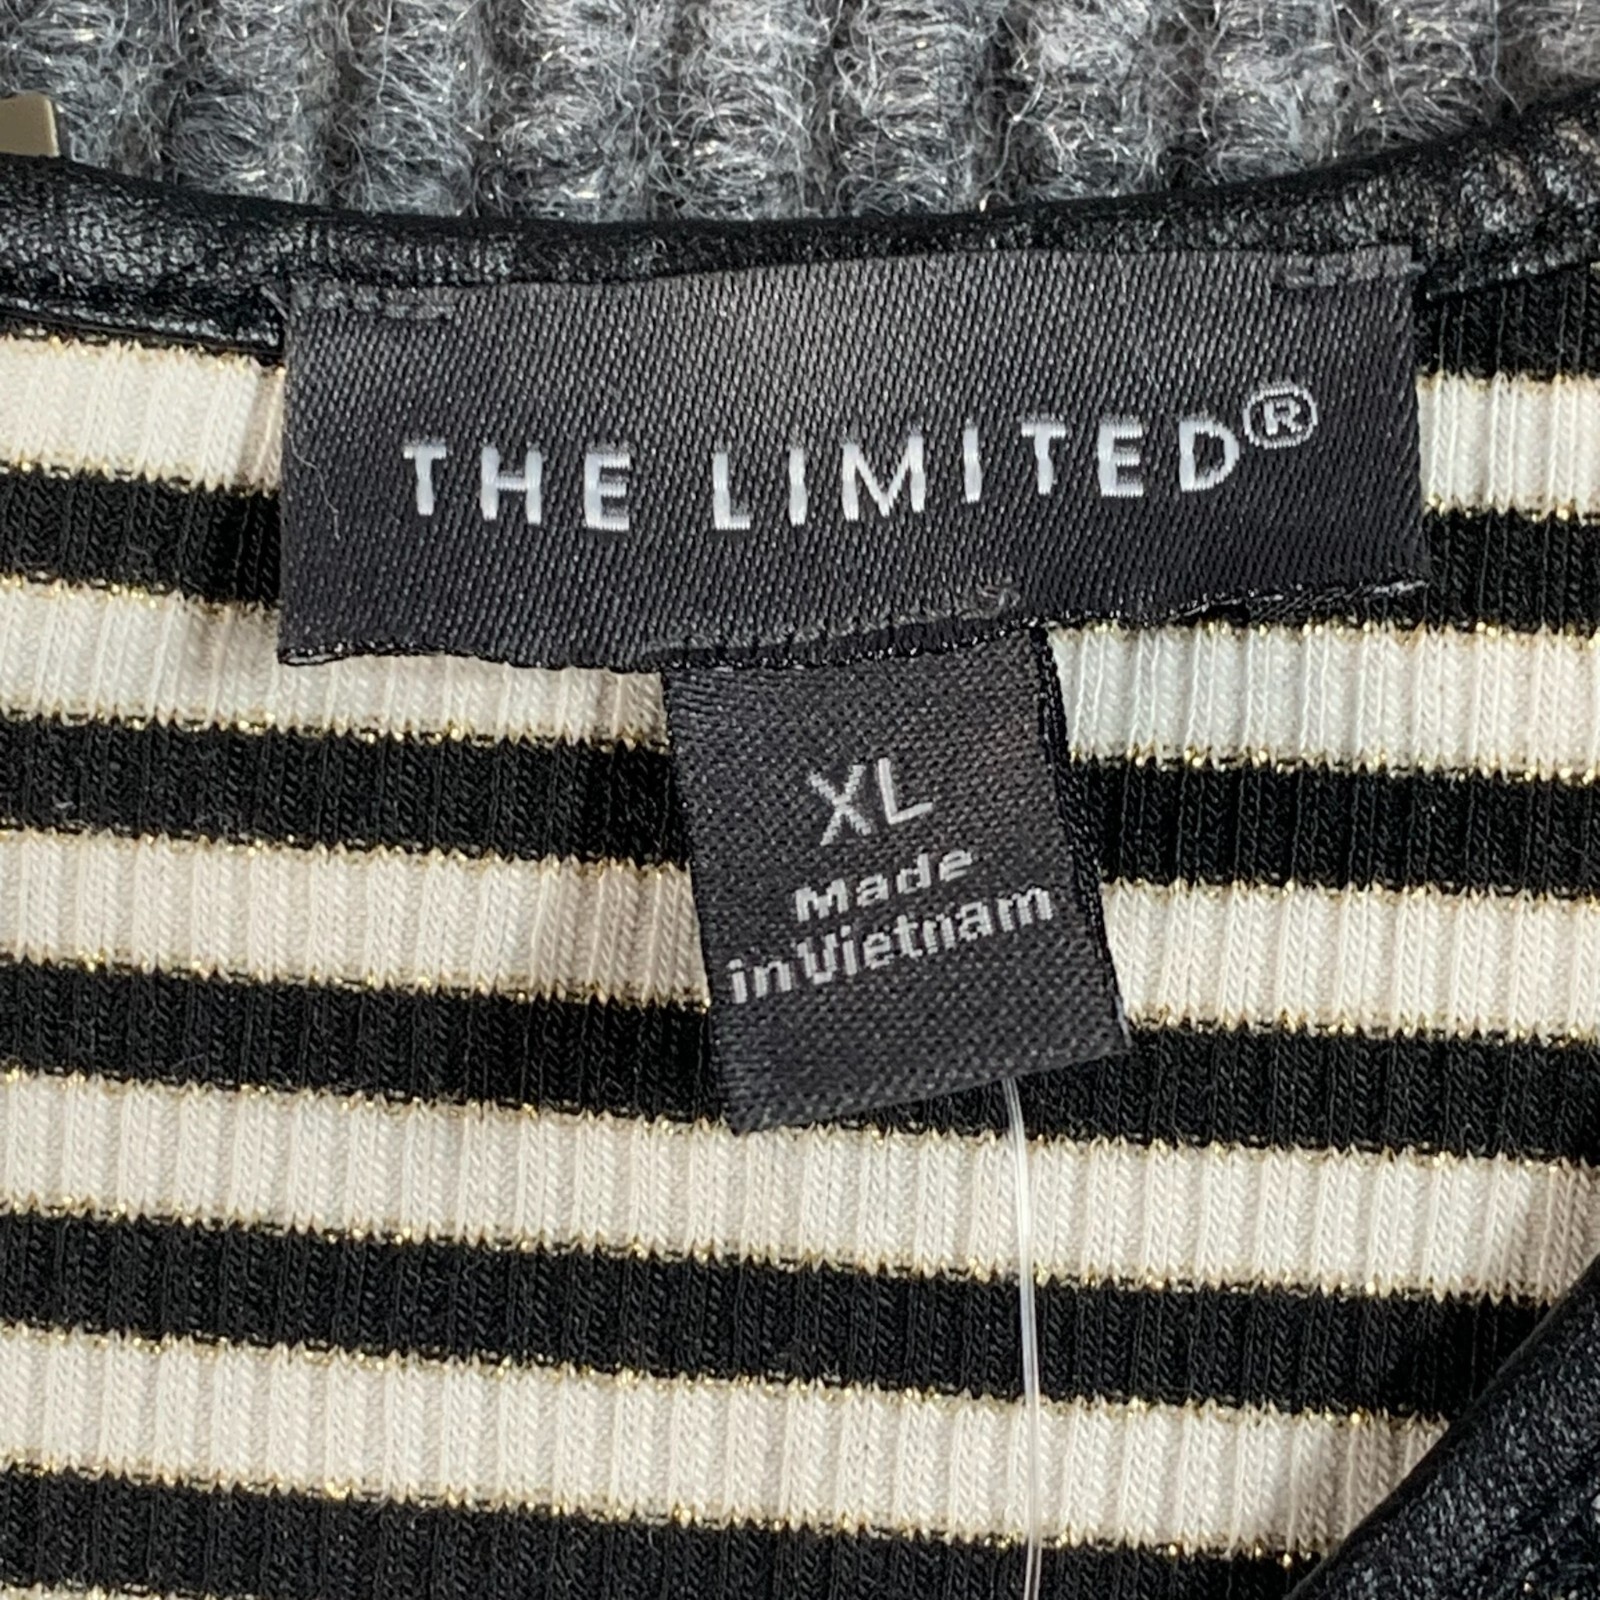 THE LIMITED®
XL
Made
in Vietnam